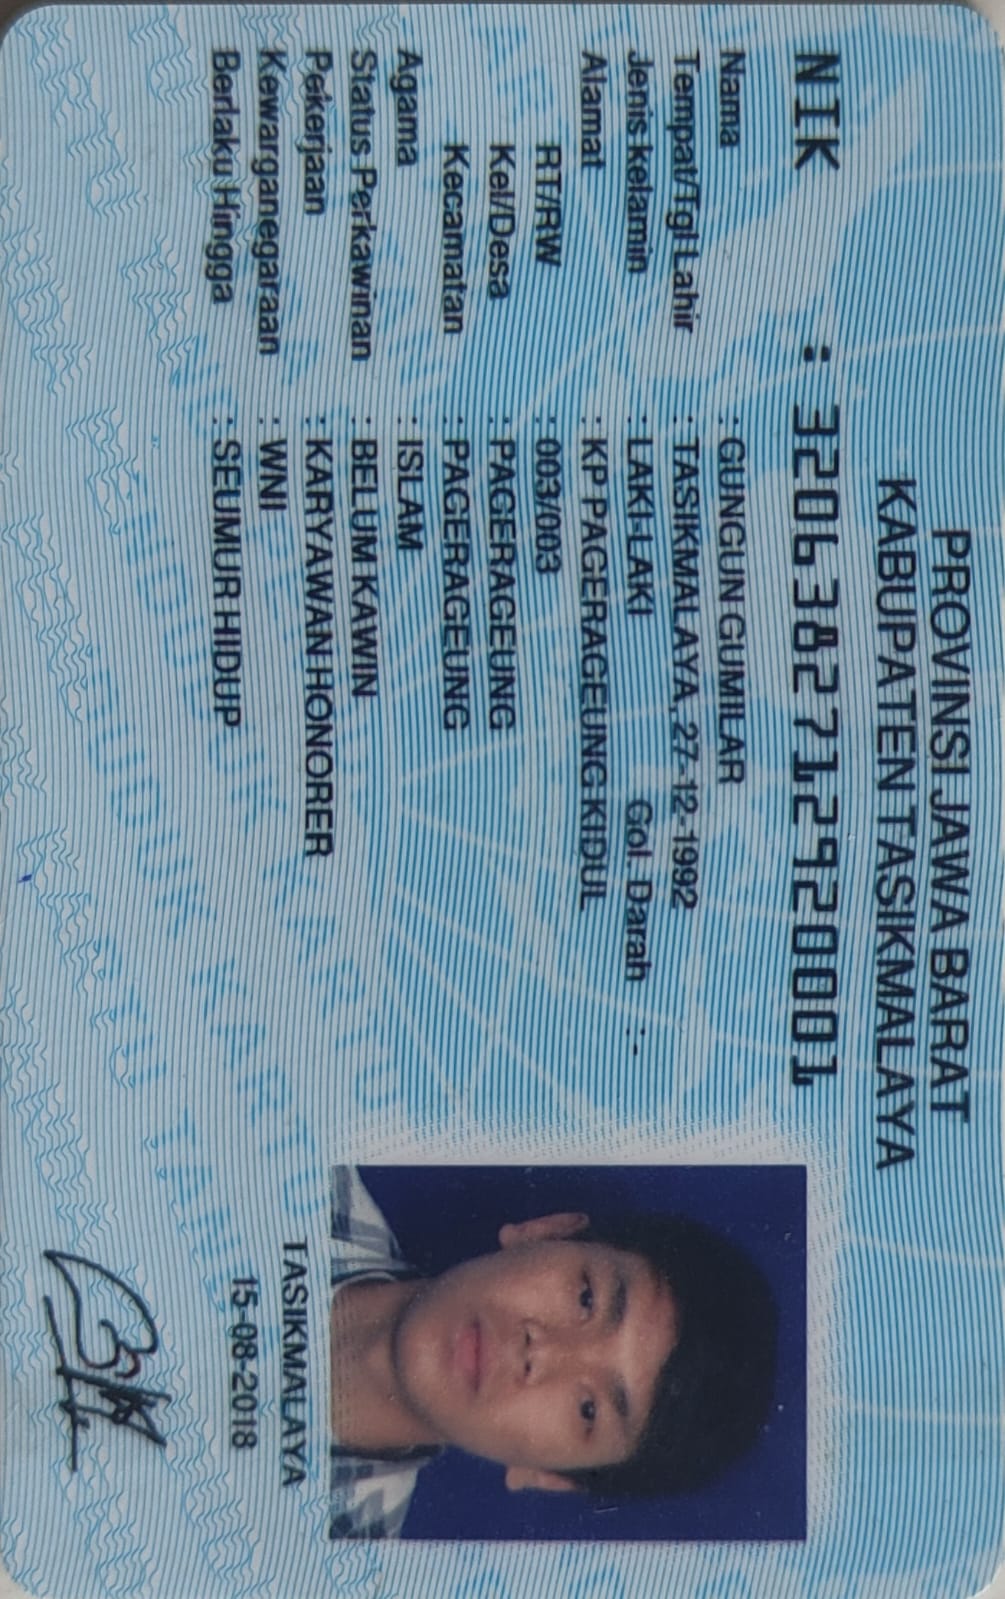 PROVINSI JAWA BARAT
KABUPATEN TASIKMALAYA
NIK : 3206382712920001
Nama : GUNGUN GUMILAR
Tempat/Tgl Lahir : TASIKMALAYA, 27-12-1992
Jenis kelamin : LAKI-LAKI Gol. Darah :-
Alamat : KP PAGERAGEUNG KIDUL
RT/RW : 003/003
Kel/Desa : PAGERAGEUNG
Kecamatan : PAGERAGEUNG
Agama : ISLAM
Status Perkawinan : BELUM KAWIN
Pekerjaan : KARYAWAN HONORER
Kewarganegaraan : WNI
Berlaku Hingga : SEUMUR HIDUP
TASIKMALAYA
15-08-2018